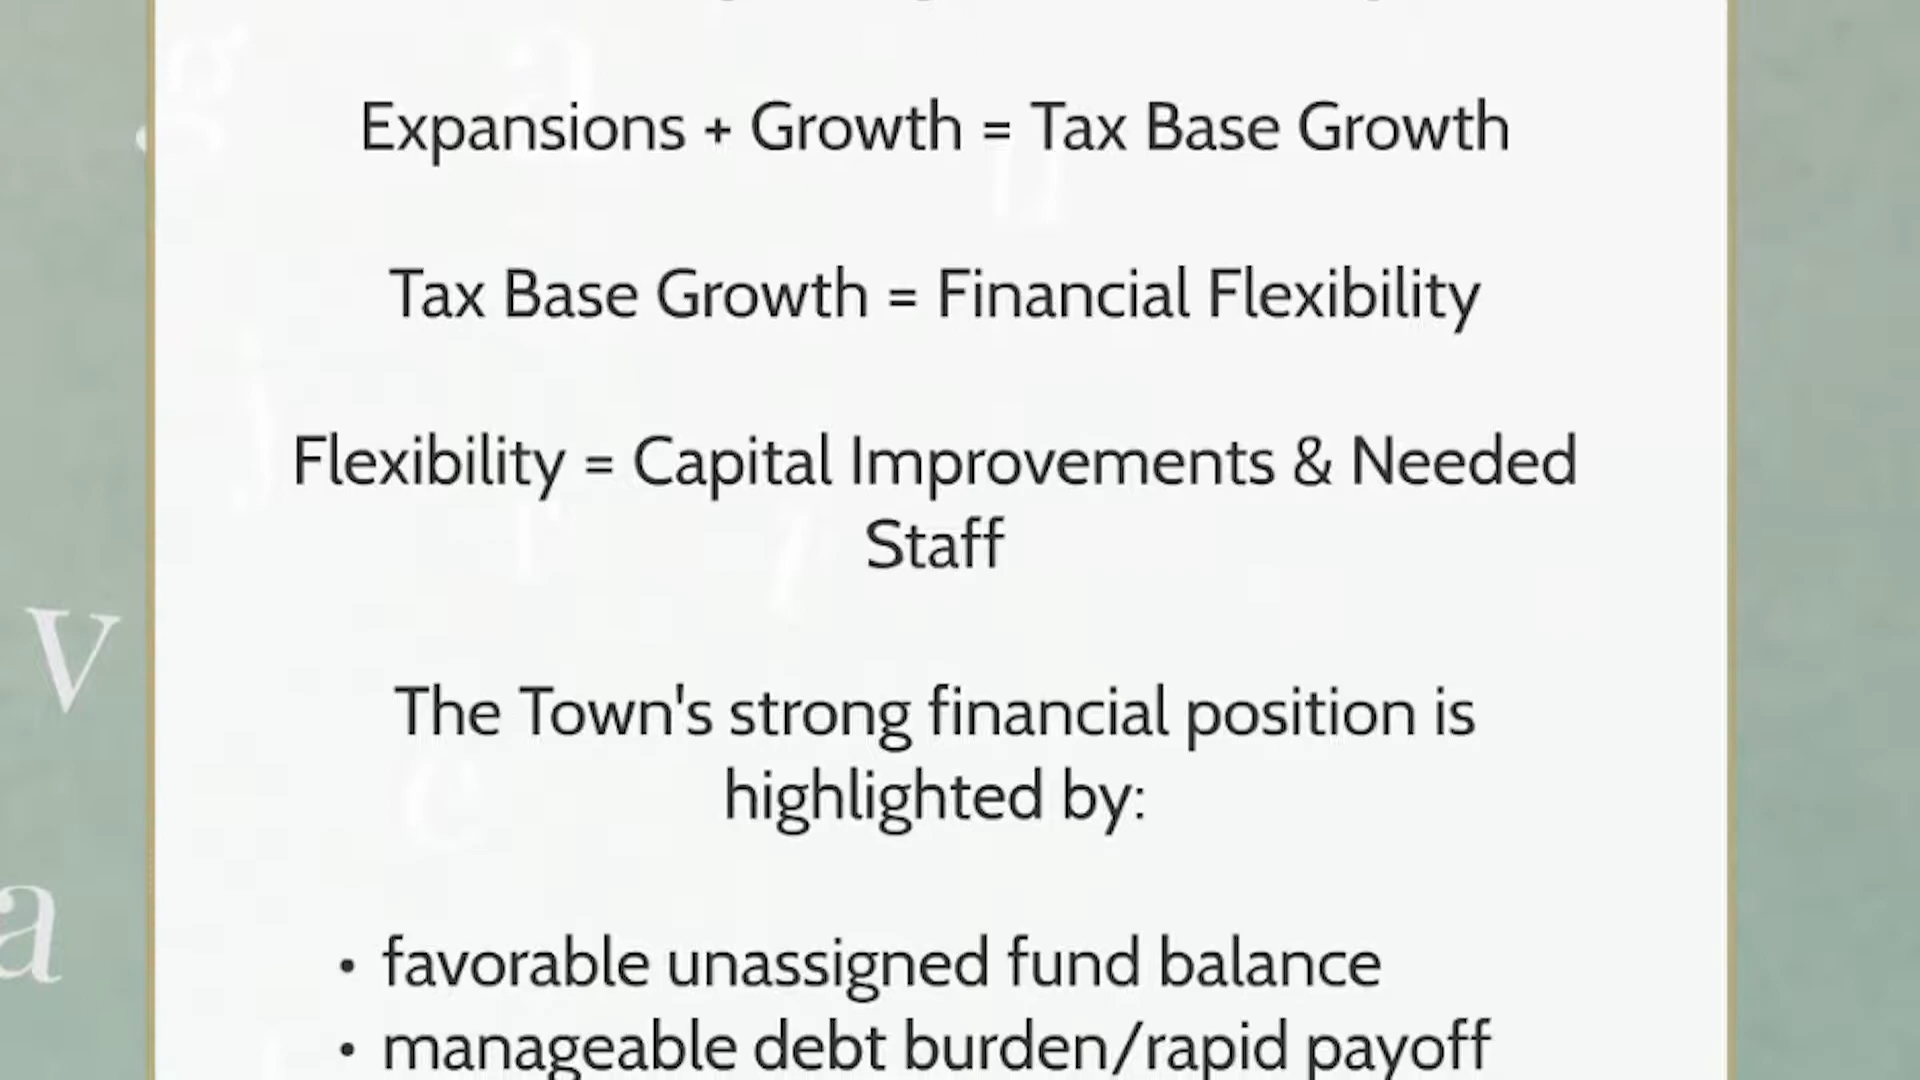 Expansions + Growth = Tax Base Growth
Tax Base Growth = Financial Flexibility
Flexibility = Capital Improvements & Needed
Staff
The Town's strong financial position is
highlighted by:
• favorable unassigned fund balance
• manageable debt burden/rapid payoff
v
a